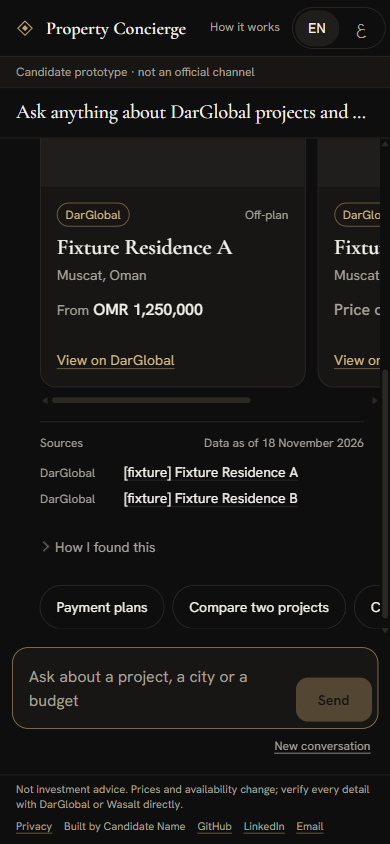 Property Concierge
How it works
EN
ع
Candidate prototype · not an official channel
Ask anything about DarGlobal projects and ...
DarGlobal
Off-plan
Fixture Residence A
Muscat, Oman
From OMR 1,250,000
View on DarGlobal
DarGlo
Fixtu
Muscat
Price o
View or
Sources
Data as of 18 November 2026
DarGlobal
[fixture] Fixture Residence A
DarGlobal
[fixture] Fixture Residence B
How I found this
Payment plans
Compare two projects
C
Ask about a project, a city or a
budget
Send
New conversation
Not investment advice. Prices and availability change; verify every detail
with DarGlobal or Wasalt directly.
Privacy
Built by Candidate Name
GitHub
LinkedIn
Email